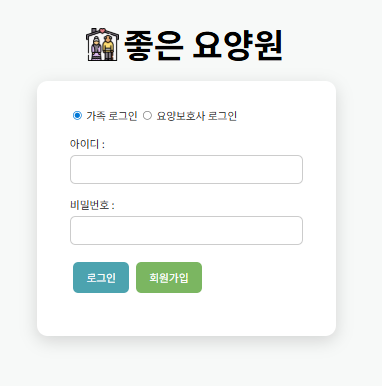 좋은 요양원
가족 로그인 요양보호사 로그인
아이디 :
비밀번호 :
로그인 회원가입